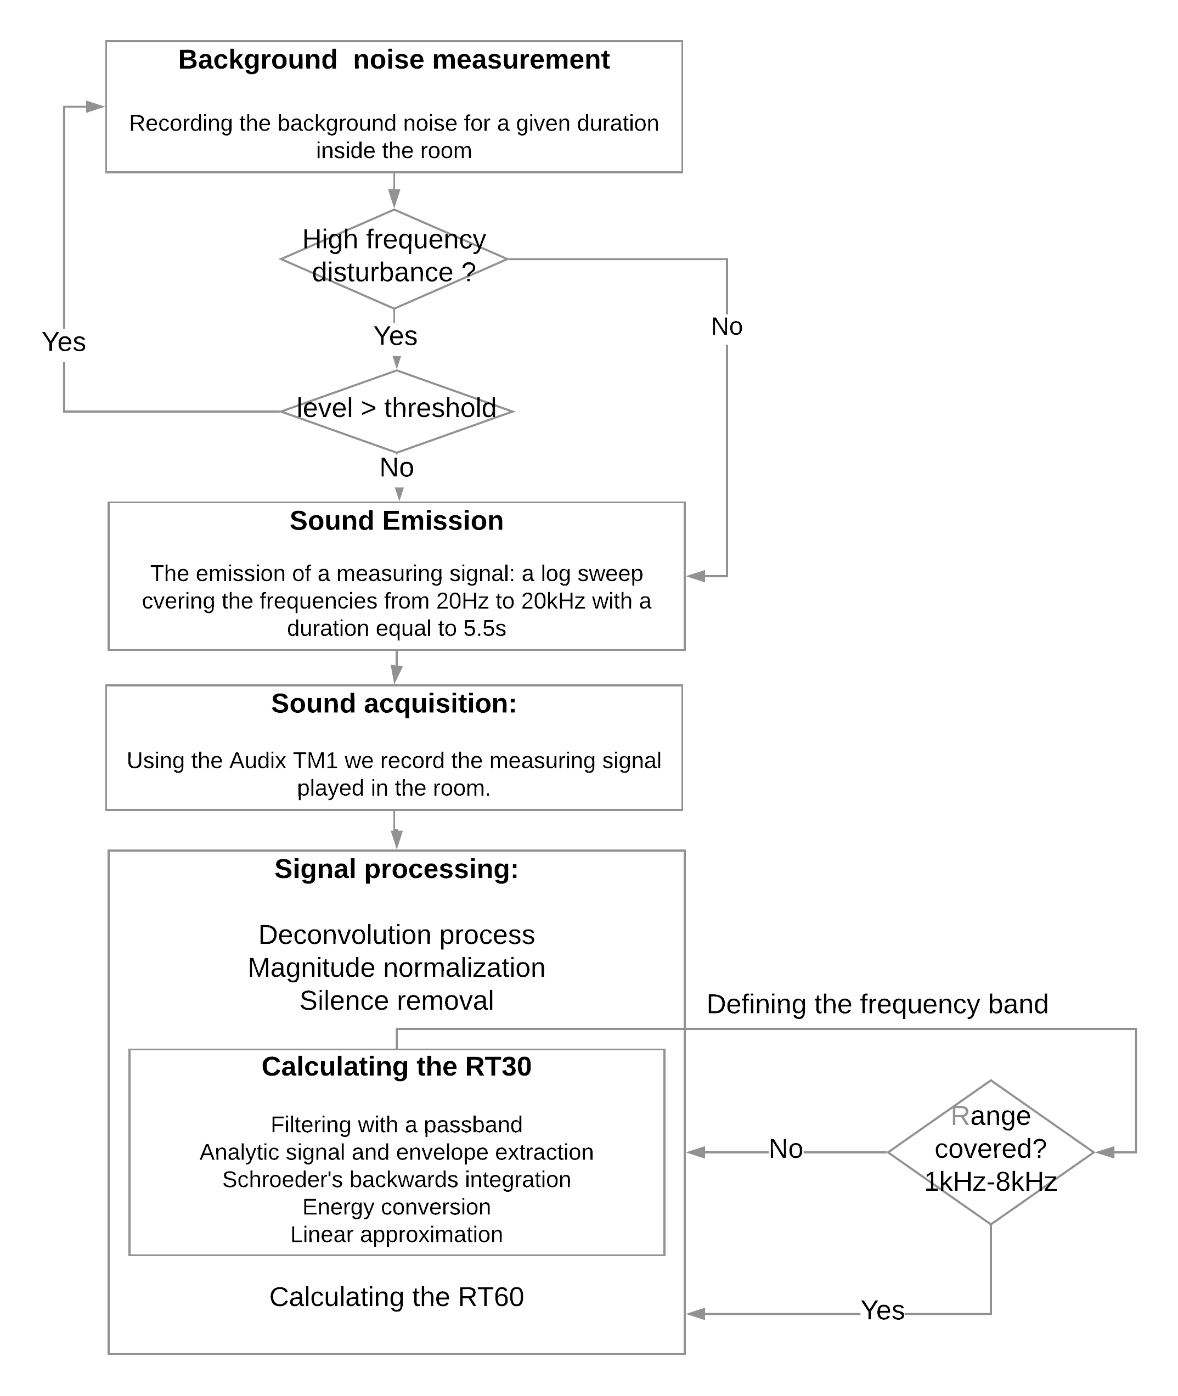 Background  noise measurement
Recording the background noise for a given duration
inside the room
High frequency
disturbance ?
Yes
Yes
No
level > threshold
No
Sound Emission
The emission of a measuring signal: a log sweep
cvering the frequencies from 20Hz to 20kHz with a
duration equal to 5.5s
Sound acquisition:
Using the Audix TM1 we record the measuring signal
played in the room.
Signal processing:
Deconvolution process
Magnitude normalization
Silence removal
Defining the frequency band
Calculating the RT30
Filtering with a passband
Analytic signal and envelope extraction
Schroeder's backwards integration
Energy conversion
Linear approximation
Range
covered?
1kHz-8kHz
No
Yes
Calculating the RT60